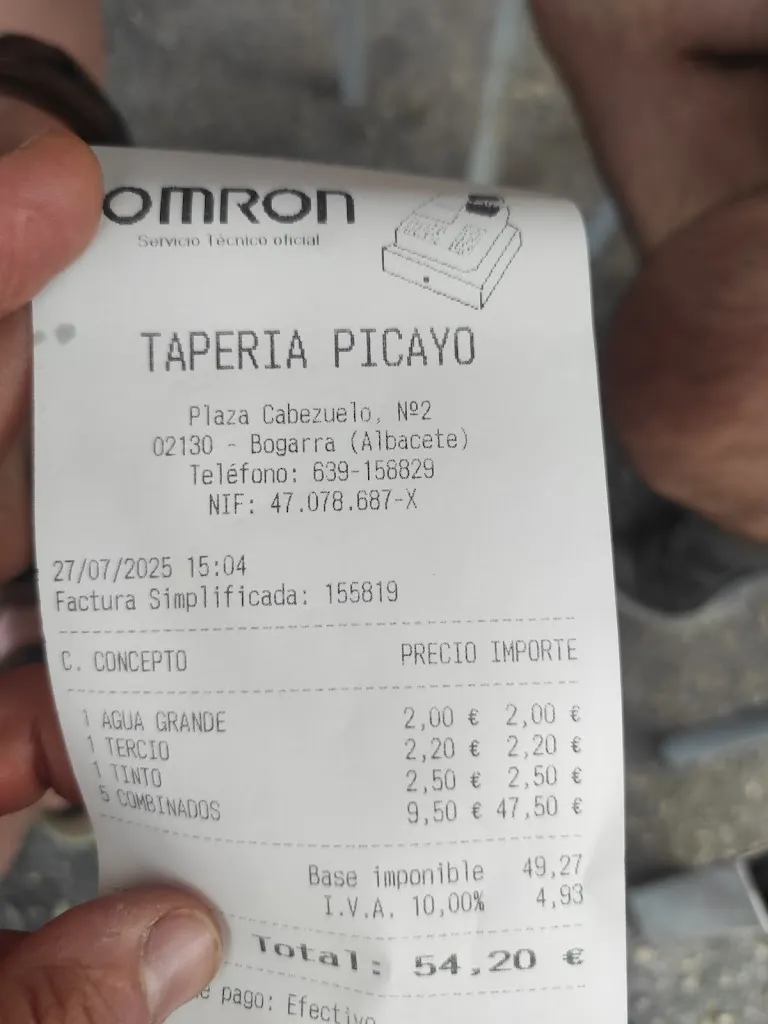 OMRON
Servicio Técnico oficial
TAPERIA PICAYO
Plaza Cabezuelo, Nº2
02130 - Bogarra (Albacete)
Teléfono: 639-158829
NIF: 47.078.687-X
27/07/2025 15:04
Factura Simplificada: 155819
C. CONCEPTO PRECIO IMPORTE
1 AGUA GRANDE 2,00 € 2,00 €
1 TERCIO 2,20 € 2,20 €
1 TINTO 2,50 € 2,50 €
5 COMBINADOS 9,50 € 47,50 €
Base imponible 49,27
I.V.A. 10,00% 4,93
Total: 54,20 €
pago: Efectivo